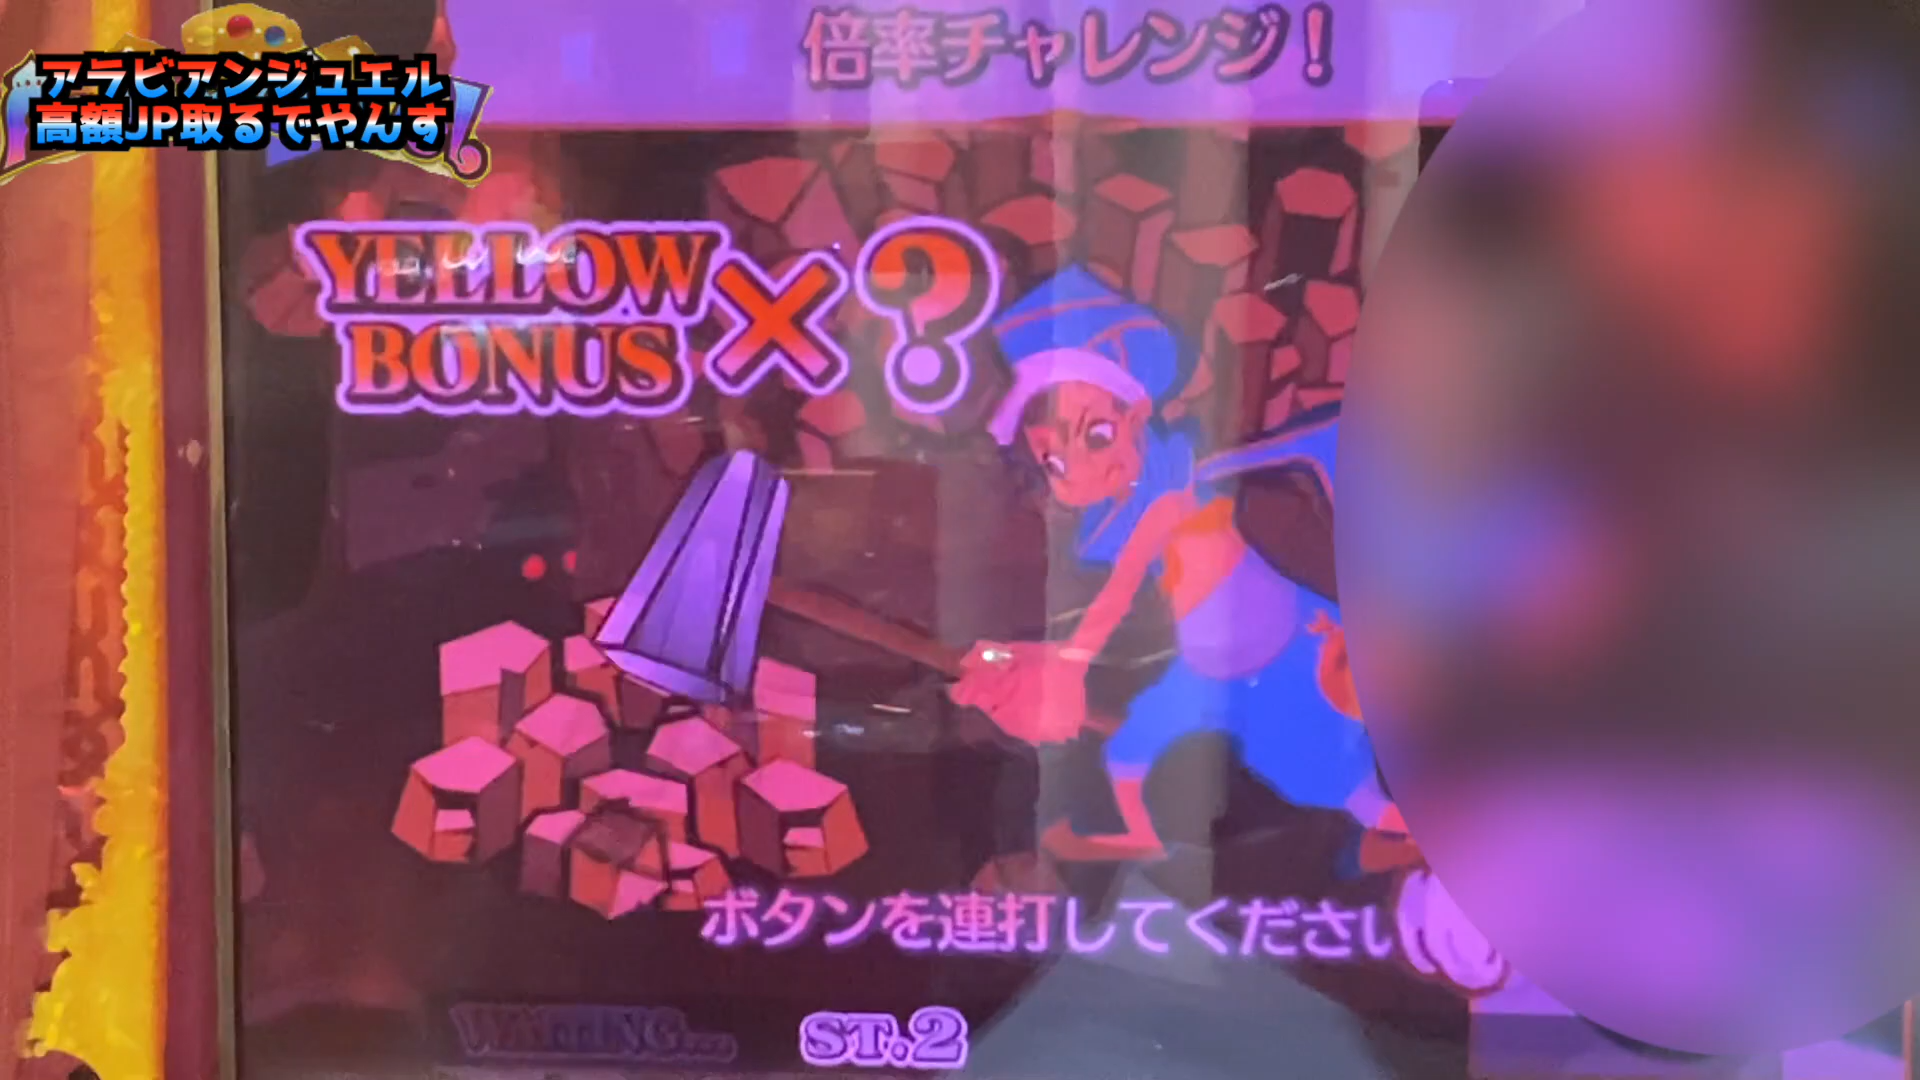 アラビアンジュエル
高額JP取るでやんす
倍率チャレンジ！
YELLOW
BONUS × ?
ボタンを連打してください
WAITING...
ST.2